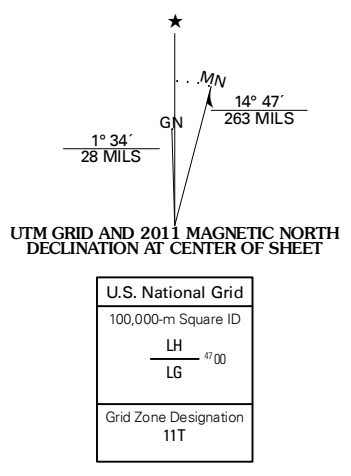 ★
MN
GN
14° 47´
263 MILS
1° 34´
28 MILS
UTM GRID AND 2011 MAGNETIC NORTH
DECLINATION AT CENTER OF SHEET
U.S. National Grid
100,000-m Square ID
LH
4700
LG
Grid Zone Designation
11T